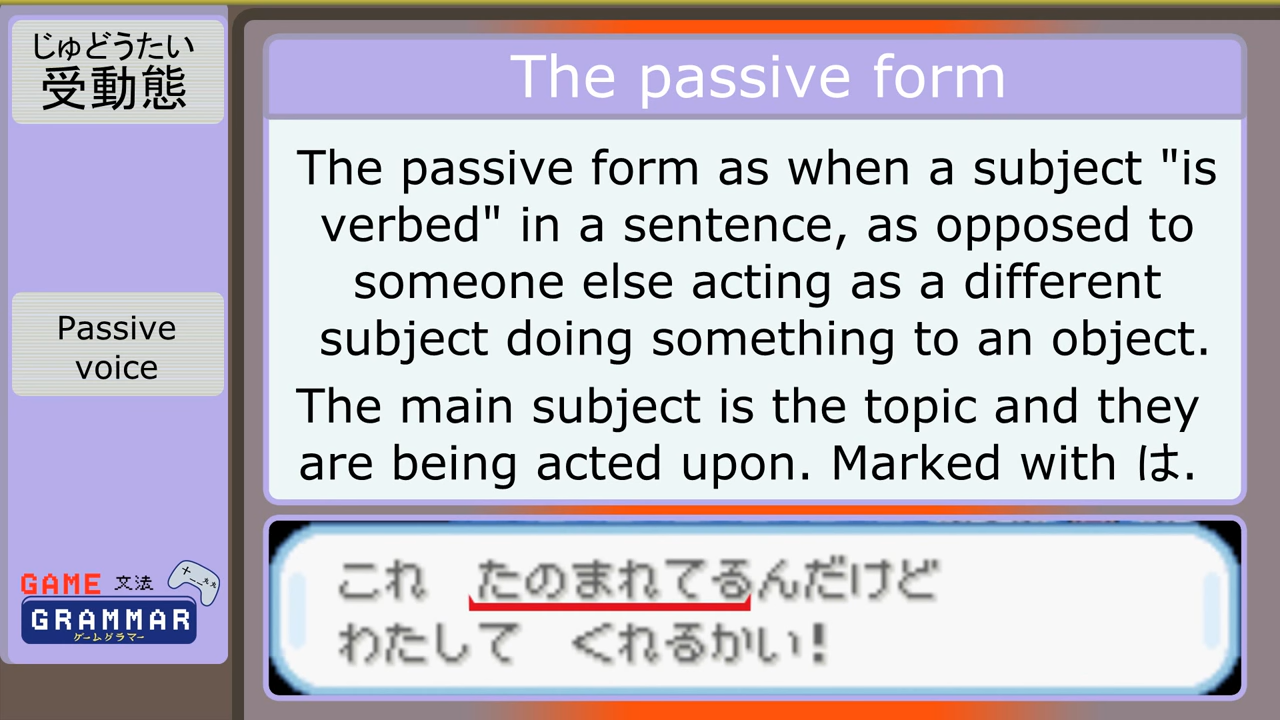 じゅどうたい
受動態
Passive
voice
GAME 文法
GRAMMAR
ゲームグラマー
The passive form
The passive form as when a subject "is
verbed" in a sentence, as opposed to
someone else acting as a different
subject doing something to an object.
The main subject is the topic and they
are being acted upon. Marked with は.
これ たのまれてるんだけど
わたして くれるかい!